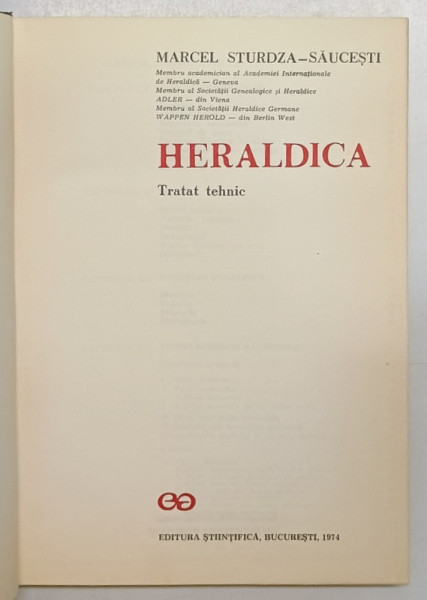 MARCEL STURDZA—SĂUCEȘTI
Membru academician al Academiei Internaționale
de Heraldică — Geneva
Membru al Societății Genealogice și Heraldice
ADLER — din Viena
Membru al Societății Heraldice Germane
WAPPEN HEROLD — din Berlin West
HERALDICA
Tratat tehnic
EDITURA ȘTIINȚIFICĂ, BUCUREȘTI, 1974